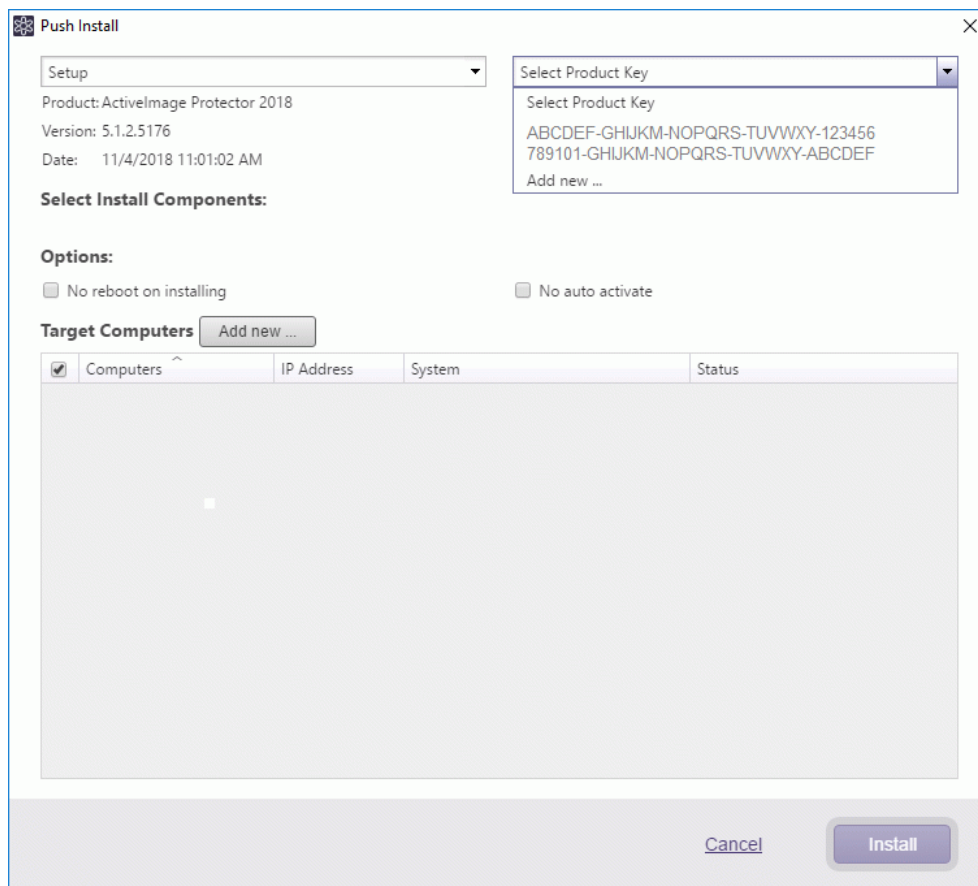 Push Install
Setup
Select Product Key
Product: ActiveImage Protector 2018
Select Product Key
Version: 5.1.2.5176
ABCDEF-GHIJKM-NOPQRS-TUVWXY-123456
789101-GHIJKM-NOPQRS-TUVWXY-ABCDEF
Date: 11/4/2018 11:01:02 AM
Add new ...
Select Install Components:
Options:
No reboot on installing
No auto activate
Target Computers
Add new ...
Computers
IP Address
System
Status
Cancel
Install